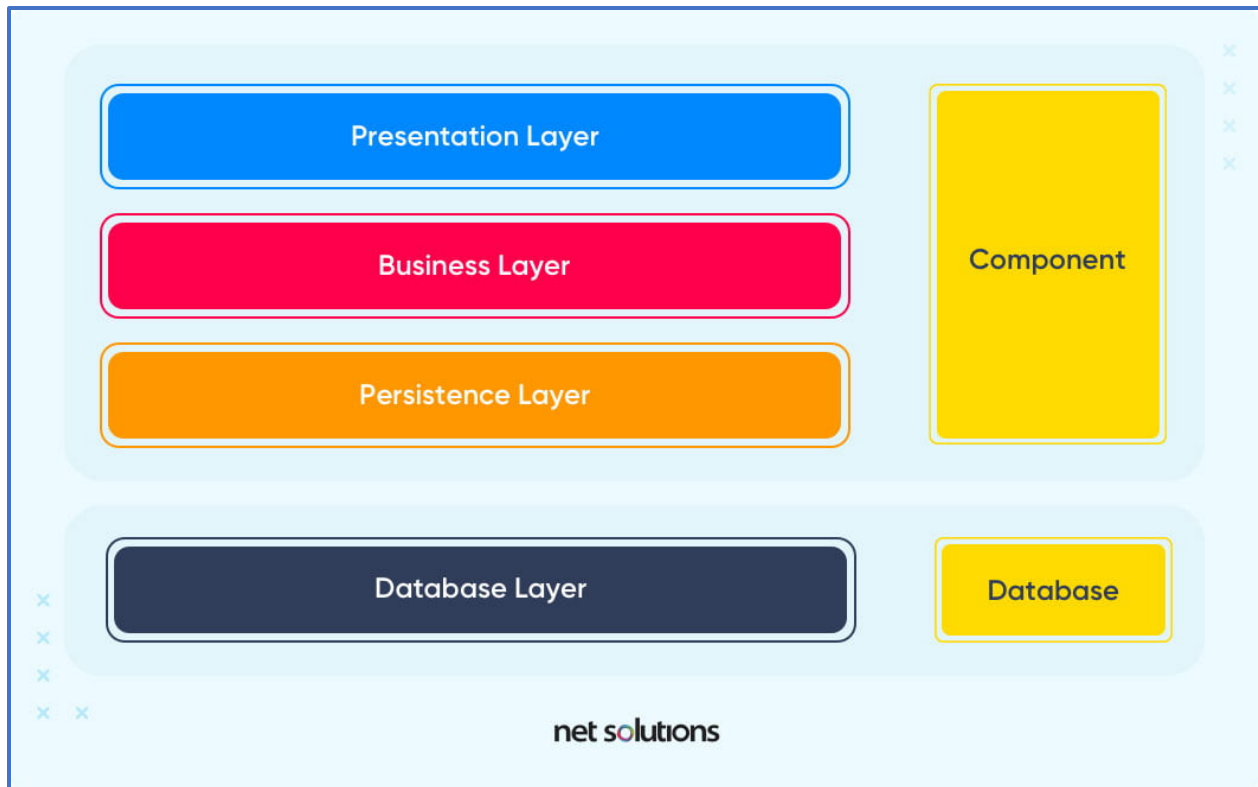 Presentation Layer
Business Layer
Component
Persistence Layer
Database Layer
Database
net solutions